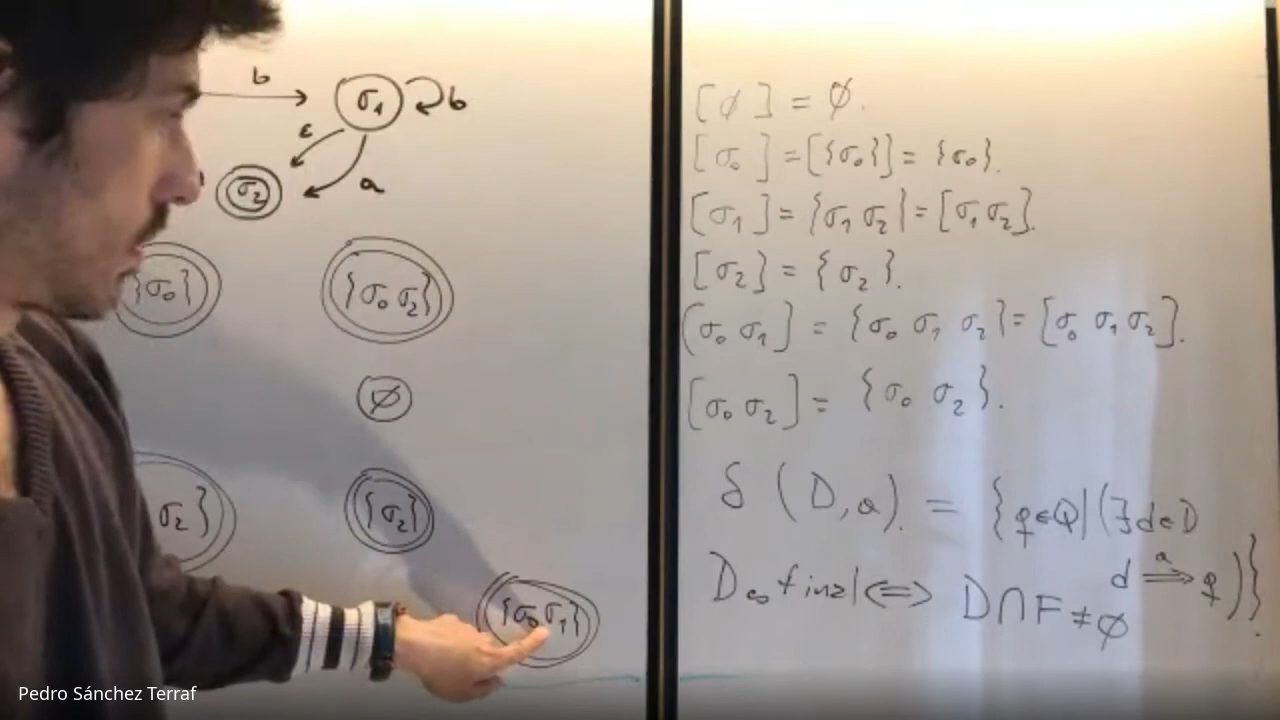 b
σ₁
b
ε
σ₂
a
{σ₀}
{σ₀ σ₂}
∅
σ₂}
{σ₂}
{σ₀ σ₁}
[∅] = ∅.
[σ₀] = [{σ₀}] = {σ₀}.
[σ₁] = {σ₁ σ₂} = [σ₁ σ₂].
[σ₂] = {σ₂}.
[σ₀ σ₁] = {σ₀ σ₁ σ₂} = [σ₀ σ₁ σ₂].
[σ₀ σ₂] = {σ₀ σ₂}.
δ (D, a). = {q ∈ Q | (∃ d ∈ D
d ⇒ᵃ q)}.
D es final ⟺ D ∩ F ≠ ∅
Pedro Sánchez Terraf